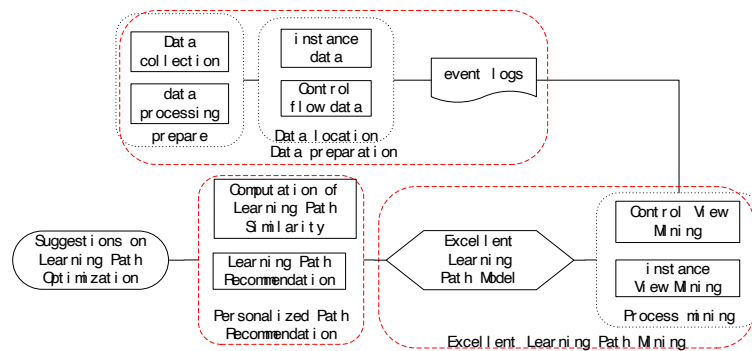 Data
collection
data
processing
prepare
instance
data
Control
flow data
Data location
Data preparation
event logs
Computation of
Learning Path
Similarity
Learning Path
Recommendation
Personalized Path
Recommendation
Suggestions on
Learning Path
Optimization
Excellent
Learning
Path Model
Control View
Mining
instance
View Mining
Process mining
Excellent Learning Path Mining